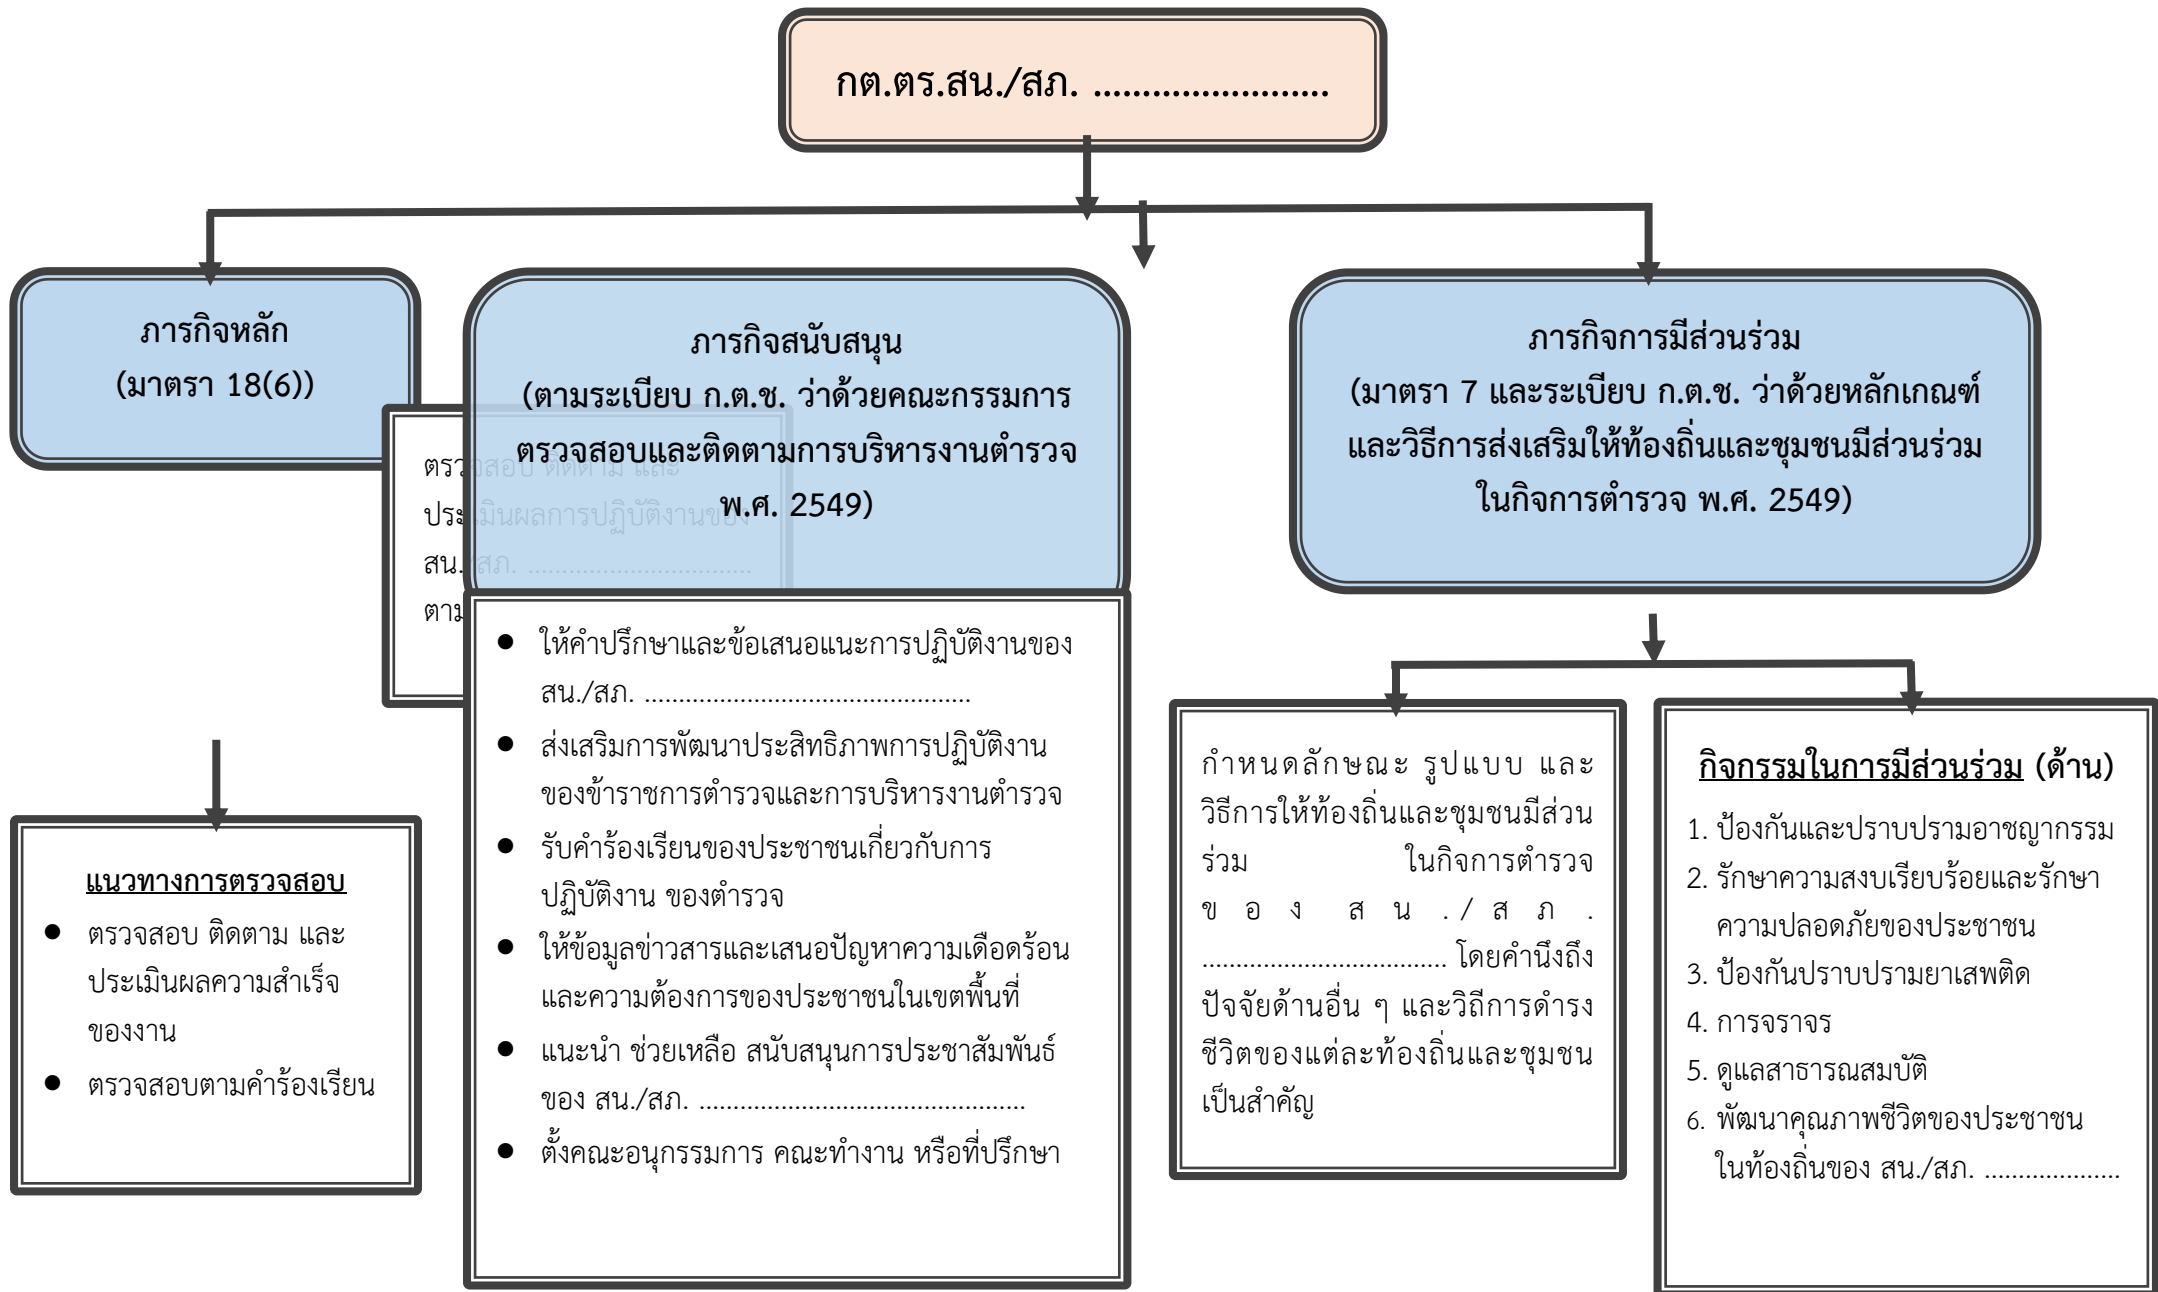 กต.ตร.สน./สภ. ........................
ภารกิจหลัก
(มาตรา 18(6))
ตรวจสอบ ติดตาม และ
ประเมินผลการปฏิบัติงานของ
สน./สภ. .................................
ตาม
แนวทางการตรวจสอบ
● ตรวจสอบ ติดตาม และ
ประเมินผลความสำเร็จ
ของงาน
● ตรวจสอบตามคำร้องเรียน
ภารกิจสนับสนุน
(ตามระเบียบ ก.ต.ช. ว่าด้วยคณะกรรมการ
ตรวจสอบและติดตามการบริหารงานตำรวจ
พ.ศ. 2549)
● ให้คำปรึกษาและข้อเสนอแนะการปฏิบัติงานของ
สน./สภ. ................................................
● ส่งเสริมการพัฒนาประสิทธิภาพการปฏิบัติงาน
ของข้าราชการตำรวจและการบริหารงานตำรวจ
● รับคำร้องเรียนของประชาชนเกี่ยวกับการ
ปฏิบัติงาน ของตำรวจ
● ให้ข้อมูลข่าวสารและเสนอปัญหาความเดือดร้อน
และความต้องการของประชาชนในเขตพื้นที่
● แนะนำ ช่วยเหลือ สนับสนุนการประชาสัมพันธ์
ของ สน./สภ. ................................................
● ตั้งคณะอนุกรรมการ คณะทำงาน หรือที่ปรึกษา
ภารกิจการมีส่วนร่วม
(มาตรา 7 และระเบียบ ก.ต.ช. ว่าด้วยหลักเกณฑ์
และวิธีการส่งเสริมให้ท้องถิ่นและชุมชนมีส่วนร่วม
ในกิจการตำรวจ พ.ศ. 2549)
กำหนดลักษณะ รูปแบบ และ
วิธีการให้ท้องถิ่นและชุมชนมีส่วน
ร่วม ในกิจการตำรวจ
ของ สน./สภ.
.................................... โดยคำนึงถึง
ปัจจัยด้านอื่น ๆ และวิถีการดำรง
ชีวิตของแต่ละท้องถิ่นและชุมชน
เป็นสำคัญ
กิจกรรมในการมีส่วนร่วม (ด้าน)
1. ป้องกันและปราบปรามอาชญากรรม
2. รักษาความสงบเรียบร้อยและรักษา
ความปลอดภัยของประชาชน
3. ป้องกันปราบปรามยาเสพติด
4. การจราจร
5. ดูแลสาธารณสมบัติ
6. พัฒนาคุณภาพชีวิตของประชาชน
ในท้องถิ่นของ สน./สภ. ....................